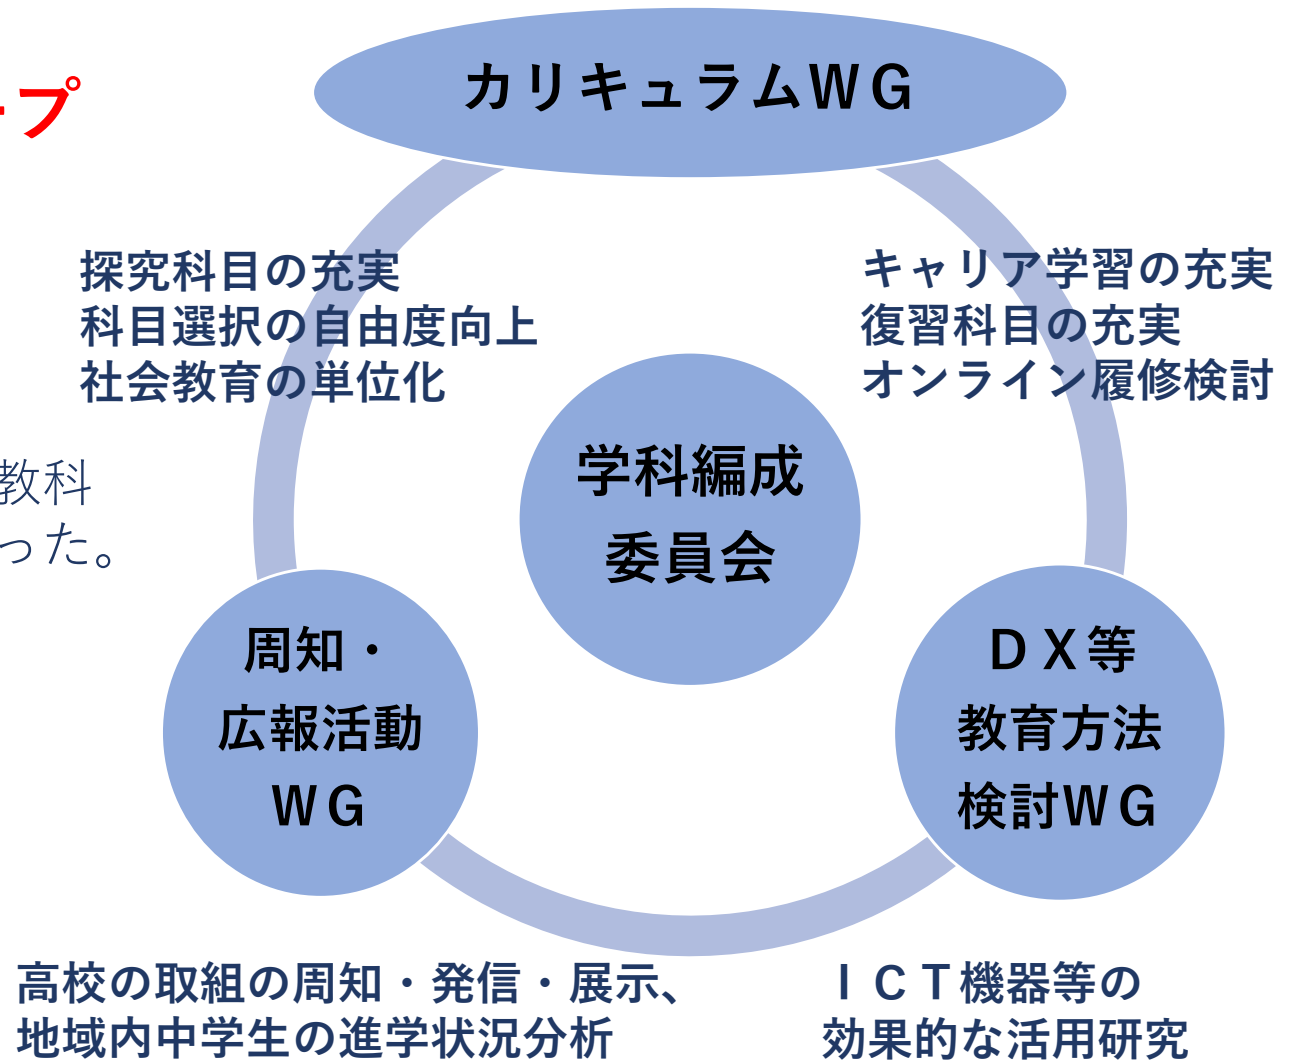 カリキュラムWG
ープ
探究科目の充実
科目選択の自由度向上
社会教育の単位化
キャリア学習の充実
復習科目の充実
オンライン履修検討
教科
った。
学科編成
委員会
周知・
広報活動
WG
DX等
教育方法
検討WG
高校の取組の周知・発信・展示、
地域内中学生の進学状況分析
ICT機器等の
効果的な活用研究